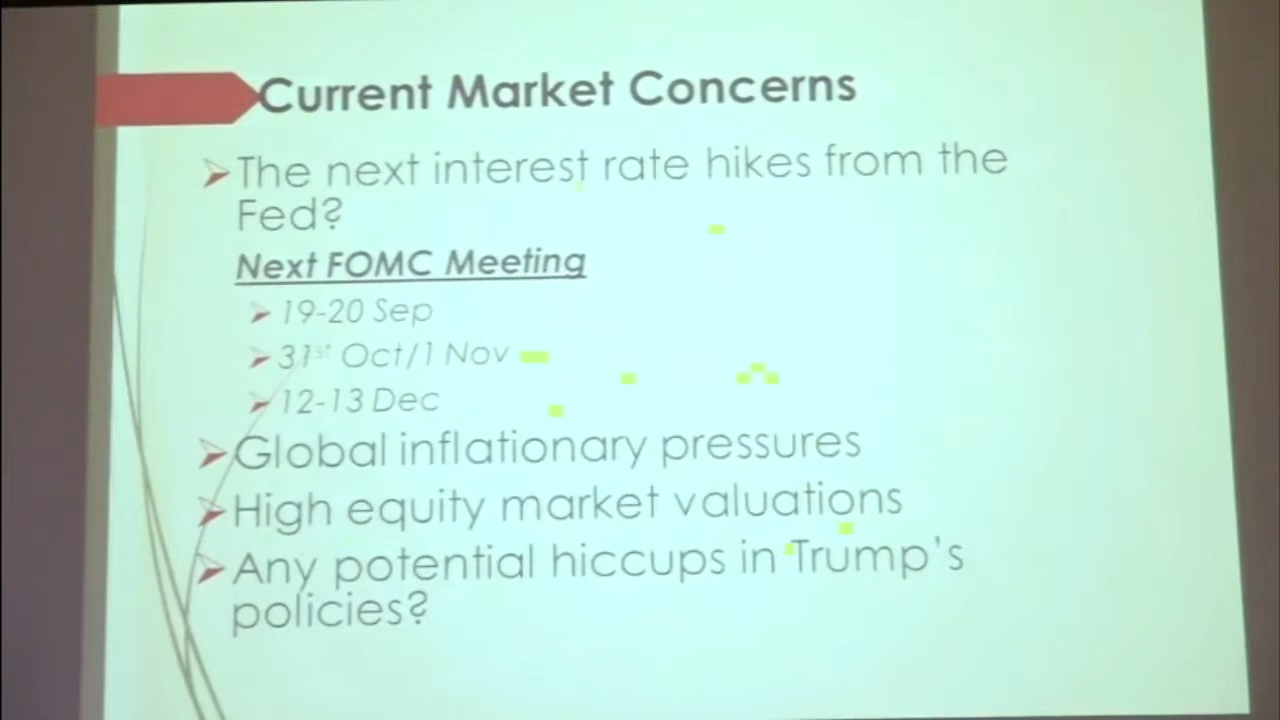 Current Market Concerns
The next interest rate hikes from the
Fed?
Next FOMC Meeting
19-20 Sep
31st Oct/1 Nov
12-13 Dec
Global inflationary pressures
High equity market valuations
Any potential hiccups in Trump's
policies?